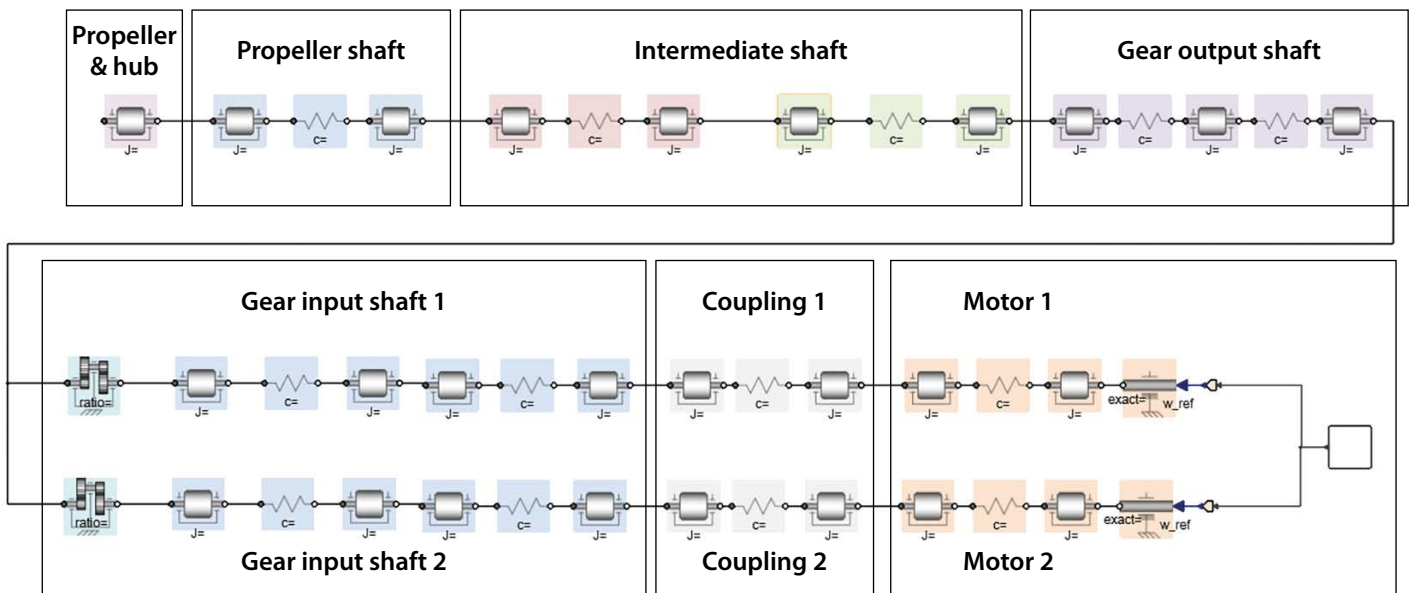 Propeller
& hub
Propeller shaft
Intermediate shaft
Gear output shaft
J=
J=
c=
J=
J=
c=
J=
J=
c=
J=
J=
c=
J=
c=
J=
Gear input shaft 1
Coupling 1
Motor 1
ratio=
J=
c=
J=
J=
c=
J=
J=
c=
J=
J=
c=
J=
exact=
w_ref
ratio=
J=
c=
J=
J=
c=
J=
J=
c=
J=
J=
c=
J=
exact=
w_ref
Gear input shaft 2
Coupling 2
Motor 2